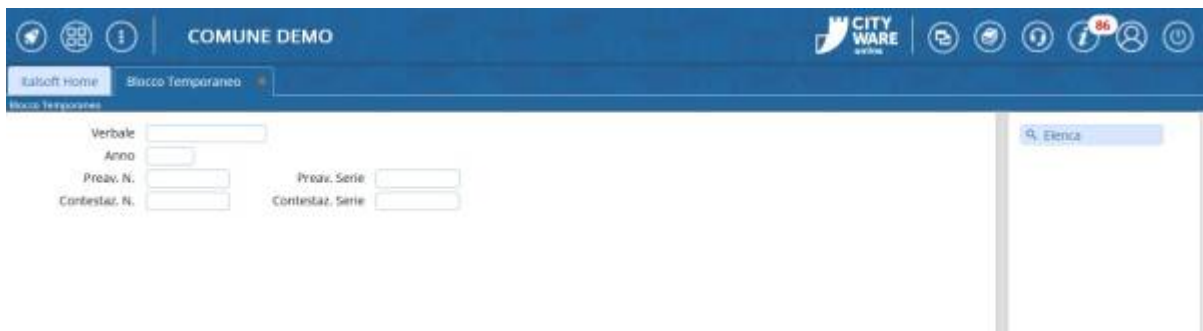 COMUNE DEMO
CITY
WARE
online
86
Italsoft Home
Blocco Temporaneo
Blocco Temporaneo
Verbale
Elenca
Anno
Preav. N.
Preav. Serie
Contestaz. N.
Contestaz. Serie